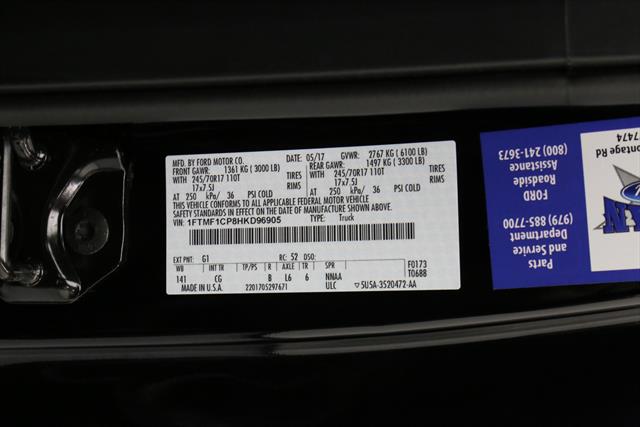 MFD. BY FORD MOTOR CO.
DATE: 05/17 GVWR: 2767 KG ( 6100 LB)
FRONT GAWR: 1361 KG ( 3000 LB) REAR GAWR: 1497 KG ( 3300 LB)
WITH 245/70R17 110T TIRES WITH 245/70R17 110T TIRES
17x7.5J RIMS 17x7.5J RIMS
AT 250 kPa/ 36 PSI COLD AT 250 kPa/ 36 PSI COLD
THIS VEHICLE CONFORMS TO ALL APPLICABLE FEDERAL MOTOR VEHICLE
SAFETY STANDARDS IN EFFECT ON THE DATE OF MANUFACTURE SHOWN ABOVE.
VIN: 1FTMF1CP8HKD96905 TYPE: Truck
EXT PNT: G1 RC: 52 DSO: F0173
WB INT TR TP/PS R AXLE TR SPR T0688
141 CG B L6 6 NNAA
MADE IN U.S.A. 2201705297671 ULC ▽5U5A-3520472-AA
FORD
Roadside
Assistance
(800) 241-3673
Parts
and Service
Department
(979) 885-7700
ontage Rd
7474